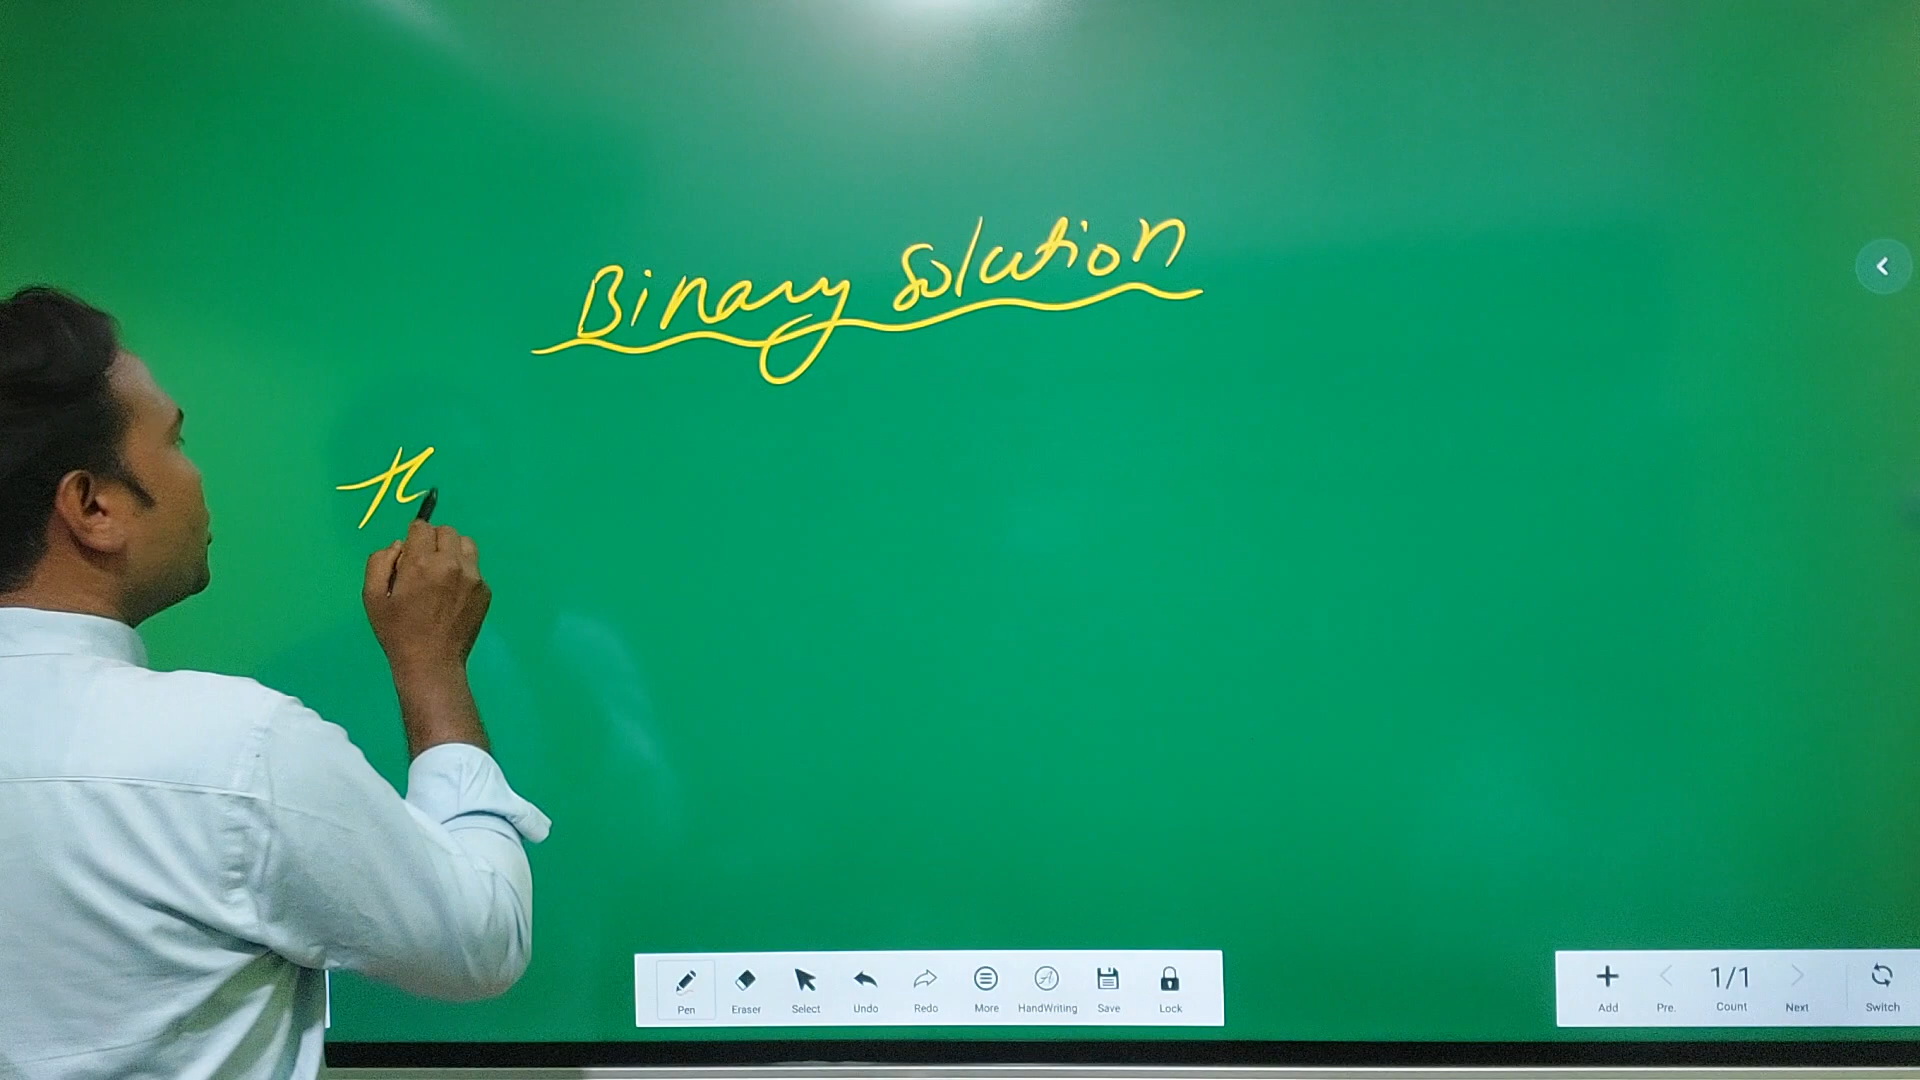 Binary Solution
Pen Eraser Select Undo Redo More HandWriting Save Lock
1/1
Add Pre. Count Next Switch